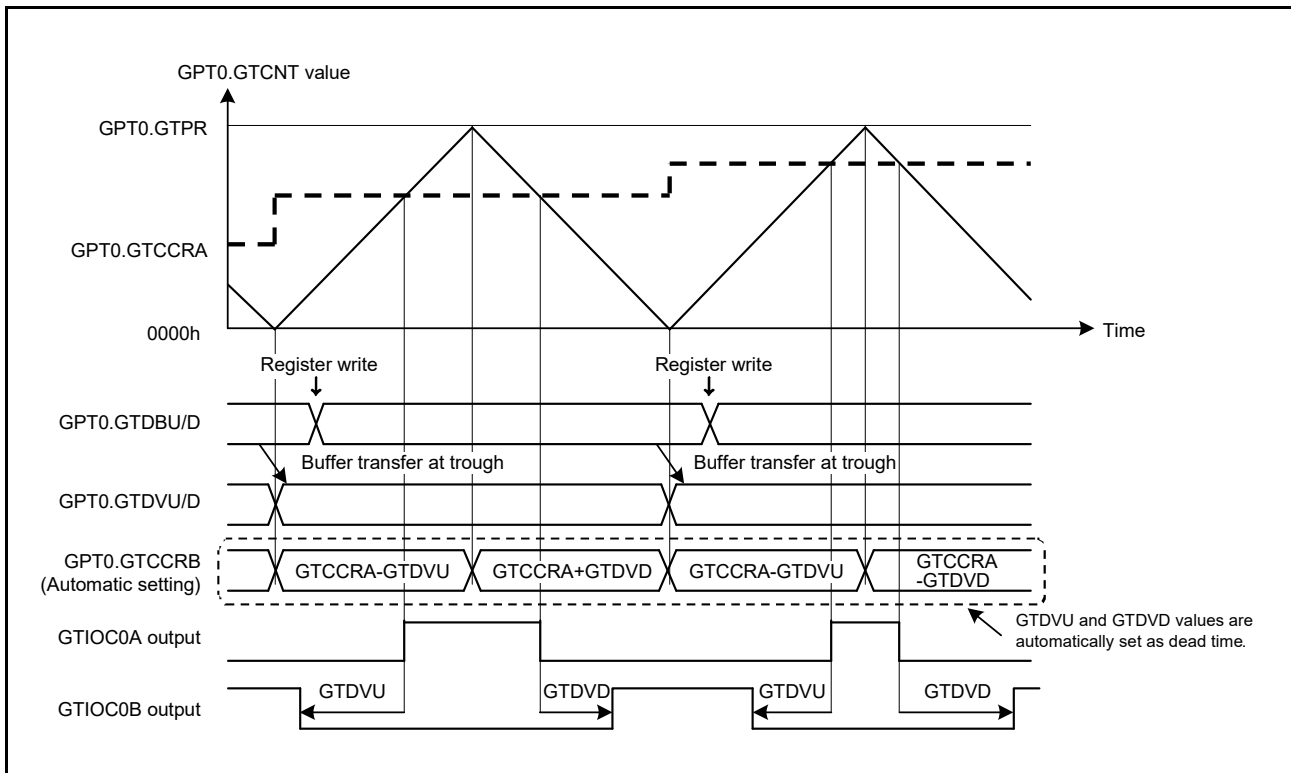 GPT0.GTCNT value
GPT0.GTPR
GPT0.GTCCRA
0000h
Time
Register write
Register write
GPT0.GTDBU/D
Buffer transfer at trough
Buffer transfer at trough
GPT0.GTDVU/D
GPT0.GTCCRB
(Automatic setting)
GTCCRA-GTDVU
GTCCRA+GTDVD
GTCCRA-GTDVU
GTCCRA
-GTDVD
GTDVU and GTDVD values are
automatically set as dead time.
GTIOC0A output
GTIOC0B output
GTDVU
GTDVD
GTDVU
GTDVD